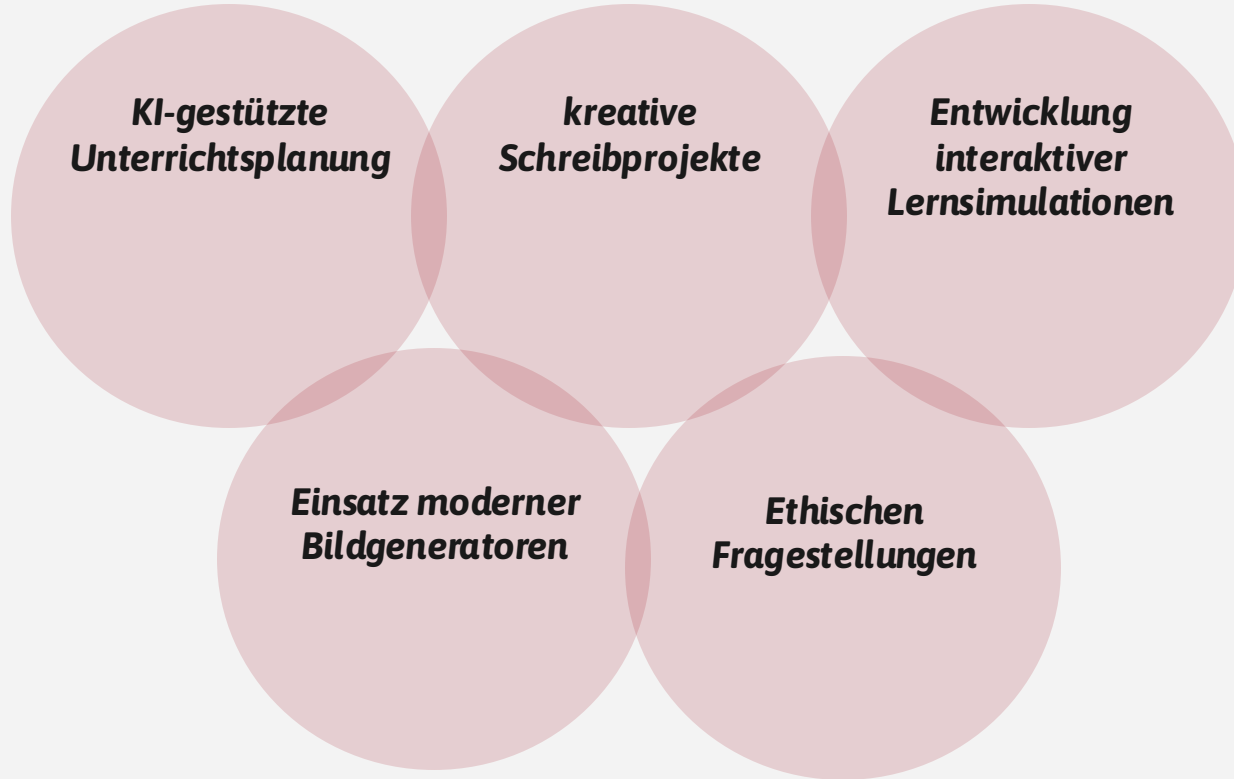 KI-gestützte
Unterrichtsplanung
kreative
Schreibprojekte
Entwicklung
interaktiver
Lernsimulationen
Einsatz moderner
Bildgeneratoren
Ethischen
Fragestellungen